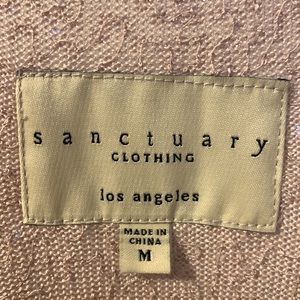 sanctuary
CLOTHING
los angeles
MADE IN
CHINA
M